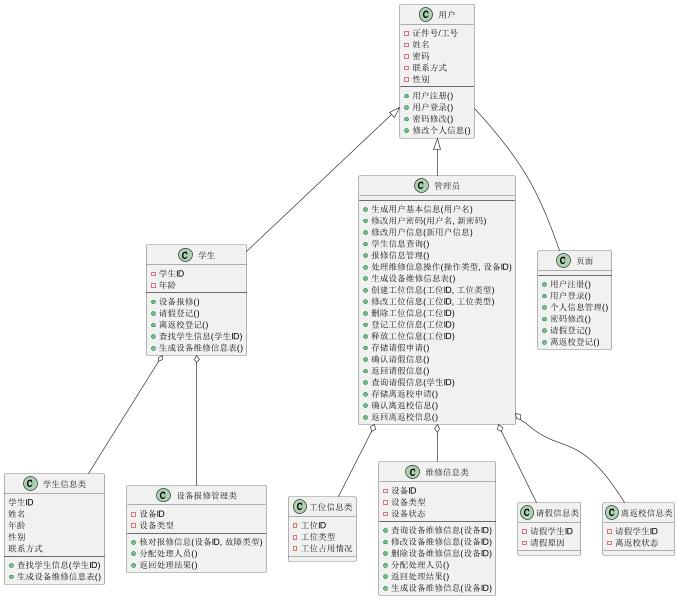 C 用户
证件号/工号
姓名
密码
联系方式
性别
用户注册()
用户登录()
密码修改()
修改个人信息()
C 管理员
生成用户基本信息(用户名)
修改用户密码(用户名, 新密码)
修改用户信息(新用户信息)
学生信息查询()
报修信息管理()
处理维修信息操作(操作类型, 设备ID)
生成设备维修信息表()
创建工位信息(工位ID, 工位类型)
修改工位信息(工位ID, 工位类型)
删除工位信息(工位ID)
登记工位信息(工位ID)
释放工位信息(工位ID)
存储请假申请()
确认请假信息()
返回请假信息()
查询请假信息(学生ID)
存储离返校申请()
确认离返校信息()
返回离返校信息()
C 学生
学生ID
年龄
设备报修()
请假登记()
离返校登记()
查找学生信息(学生ID)
生成设备维修信息表()
C 页面
用户注册()
用户登录()
个人信息管理()
密码修改()
请假登记()
离返校登记()
C 学生信息类
学生ID
姓名
年龄
性别
联系方式
查找学生信息(学生ID)
生成设备维修信息表()
C 设备报修管理类
设备ID
设备类型
核对报修信息(设备ID, 故障类型)
分配处理人员()
返回处理结果()
C 工位信息类
工位ID
工位类型
工位占用情况
C 维修信息类
设备ID
设备类型
设备状态
查询设备维修信息(设备ID)
修改设备维修信息(设备ID)
删除设备维修信息(设备ID)
分配处理人员()
返回处理结果()
生成设备维修信息(设备ID)
C 请假信息类
请假学生ID
请假原因
C 离返校信息类
请假学生ID
离返校状态